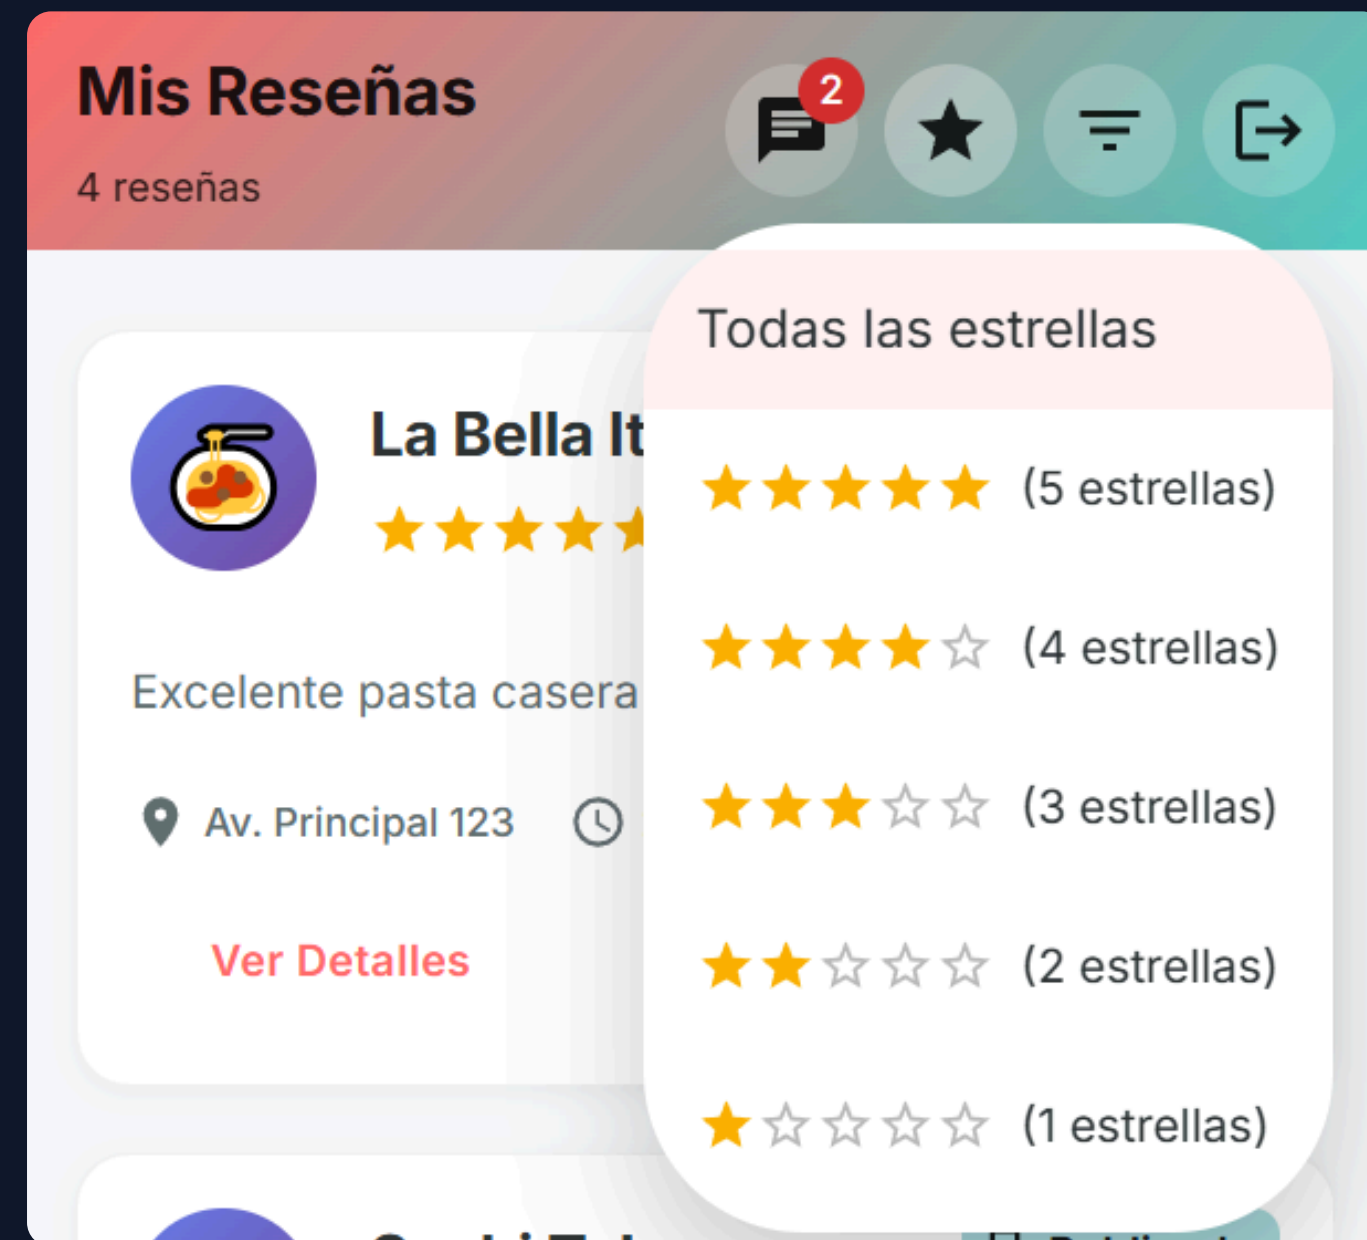 Mis Reseñas
2
4 reseñas
Todas las estrellas
La Bella
(5 estrellas)
(4 estrellas)
Excelente pasta casera
(3 estrellas)
Av. Principal 123
Ver Detalles
(2 estrellas)
(1 estrellas)